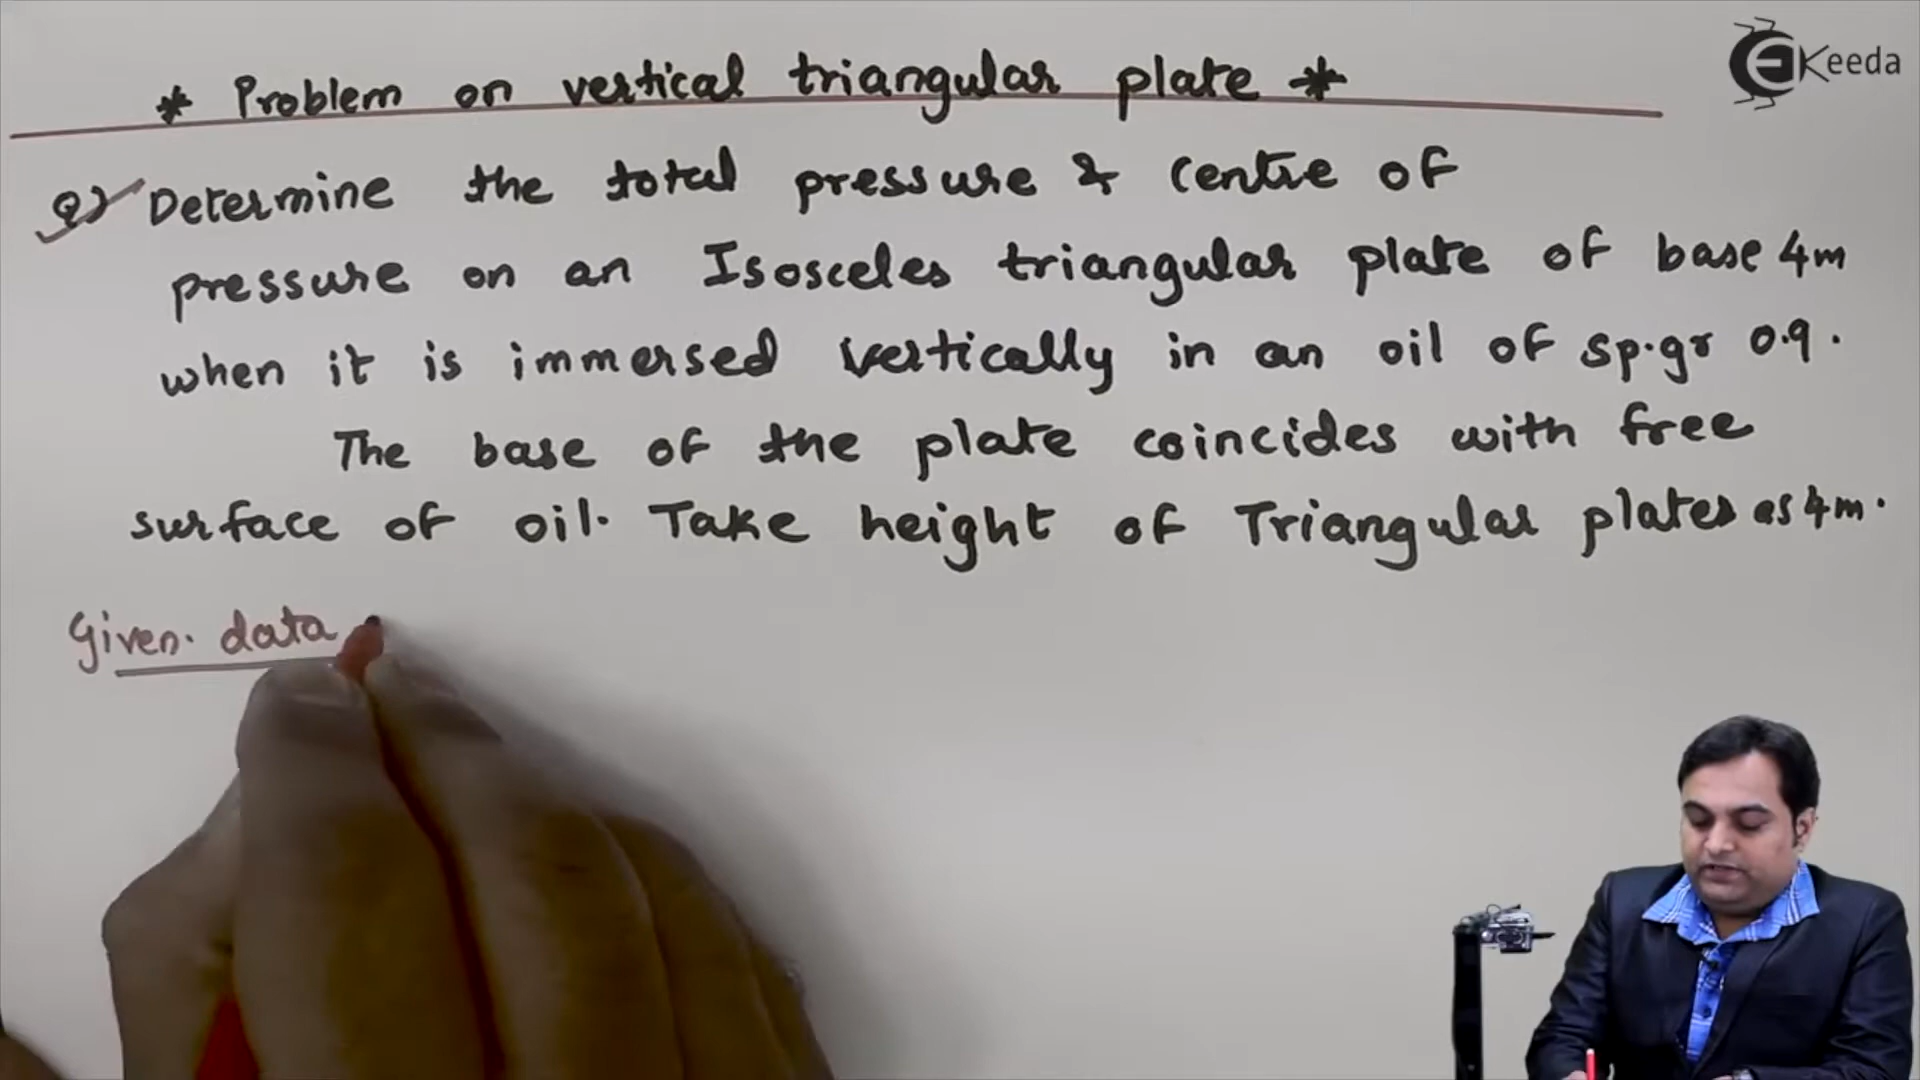 * Problem on vertical triangular plate *
EKeeda
Q) Determine the total pressure & centre of
pressure on an Isosceles triangular plate of base 4m
when it is immersed vertically in an oil of sp.gr 0.9.
The base of the plate coincides with free
surface of oil. Take height of Triangular plates as 4m.
Given. data